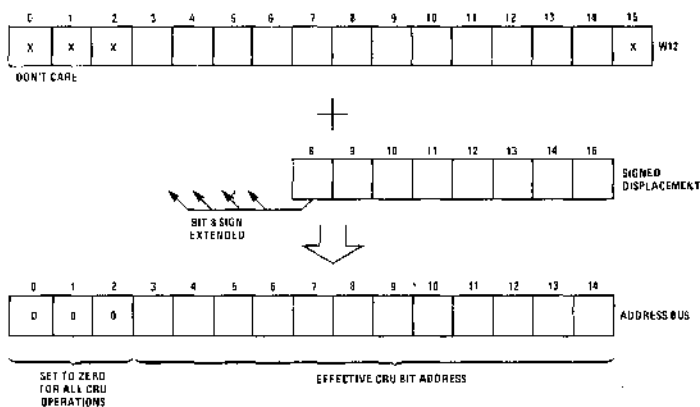 0 1 2 3 4 5 6 7 8 9 10 11 12 13 14 15
X X X X W12
DON'T CARE
+
8 9 10 11 12 13 14 15
SIGNED
DISPLACEMENT
BIT 8 SIGN
EXTENDED
0 1 2 3 4 5 6 7 8 9 10 11 12 13 14
0 0 0 ADDRESS BUS
SET TO ZERO
FOR ALL CRU
OPERATIONS
EFFECTIVE CRU BIT ADDRESS